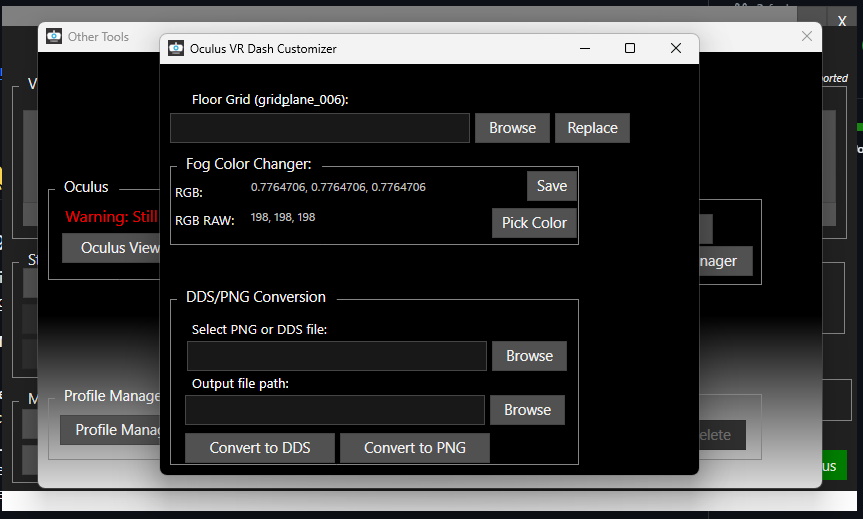 X
Other Tools
Oculus VR Dash Customizer
Floor Grid (gridplane_006):
Browse
Replace
Fog Color Changer:
RGB:
0.7764706, 0.7764706, 0.7764706
Save
RGB RAW:
198, 198, 198
Pick Color
DDS/PNG Conversion
Select PNG or DDS file:
Browse
Output file path:
Browse
Convert to DDS
Convert to PNG
Oculus
Warning: Still
Oculus View
nager
Profile Manage
Profile Manag
elete
orted
us
V
St
M